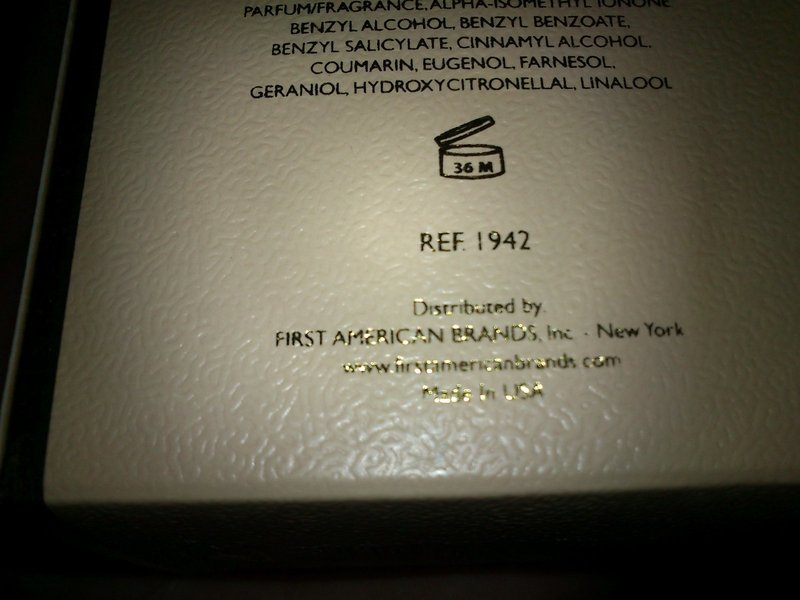 PARFUM/FRAGRANCE, ALPHA-ISOMETHYL IONONE
BENZYL ALCOHOL, BENZYL BENZOATE,
BENZYL SALICYLATE, CINNAMYL ALCOHOL,
COUMARIN, EUGENOL, FARNESOL,
GERANIOL, HYDROXYCITRONELLAL, LINALOOL
36 M
REF. 1942
Distributed by
FIRST AMERICAN BRANDS, Inc. - New York
www.firstamericanbrands.com
Made in USA